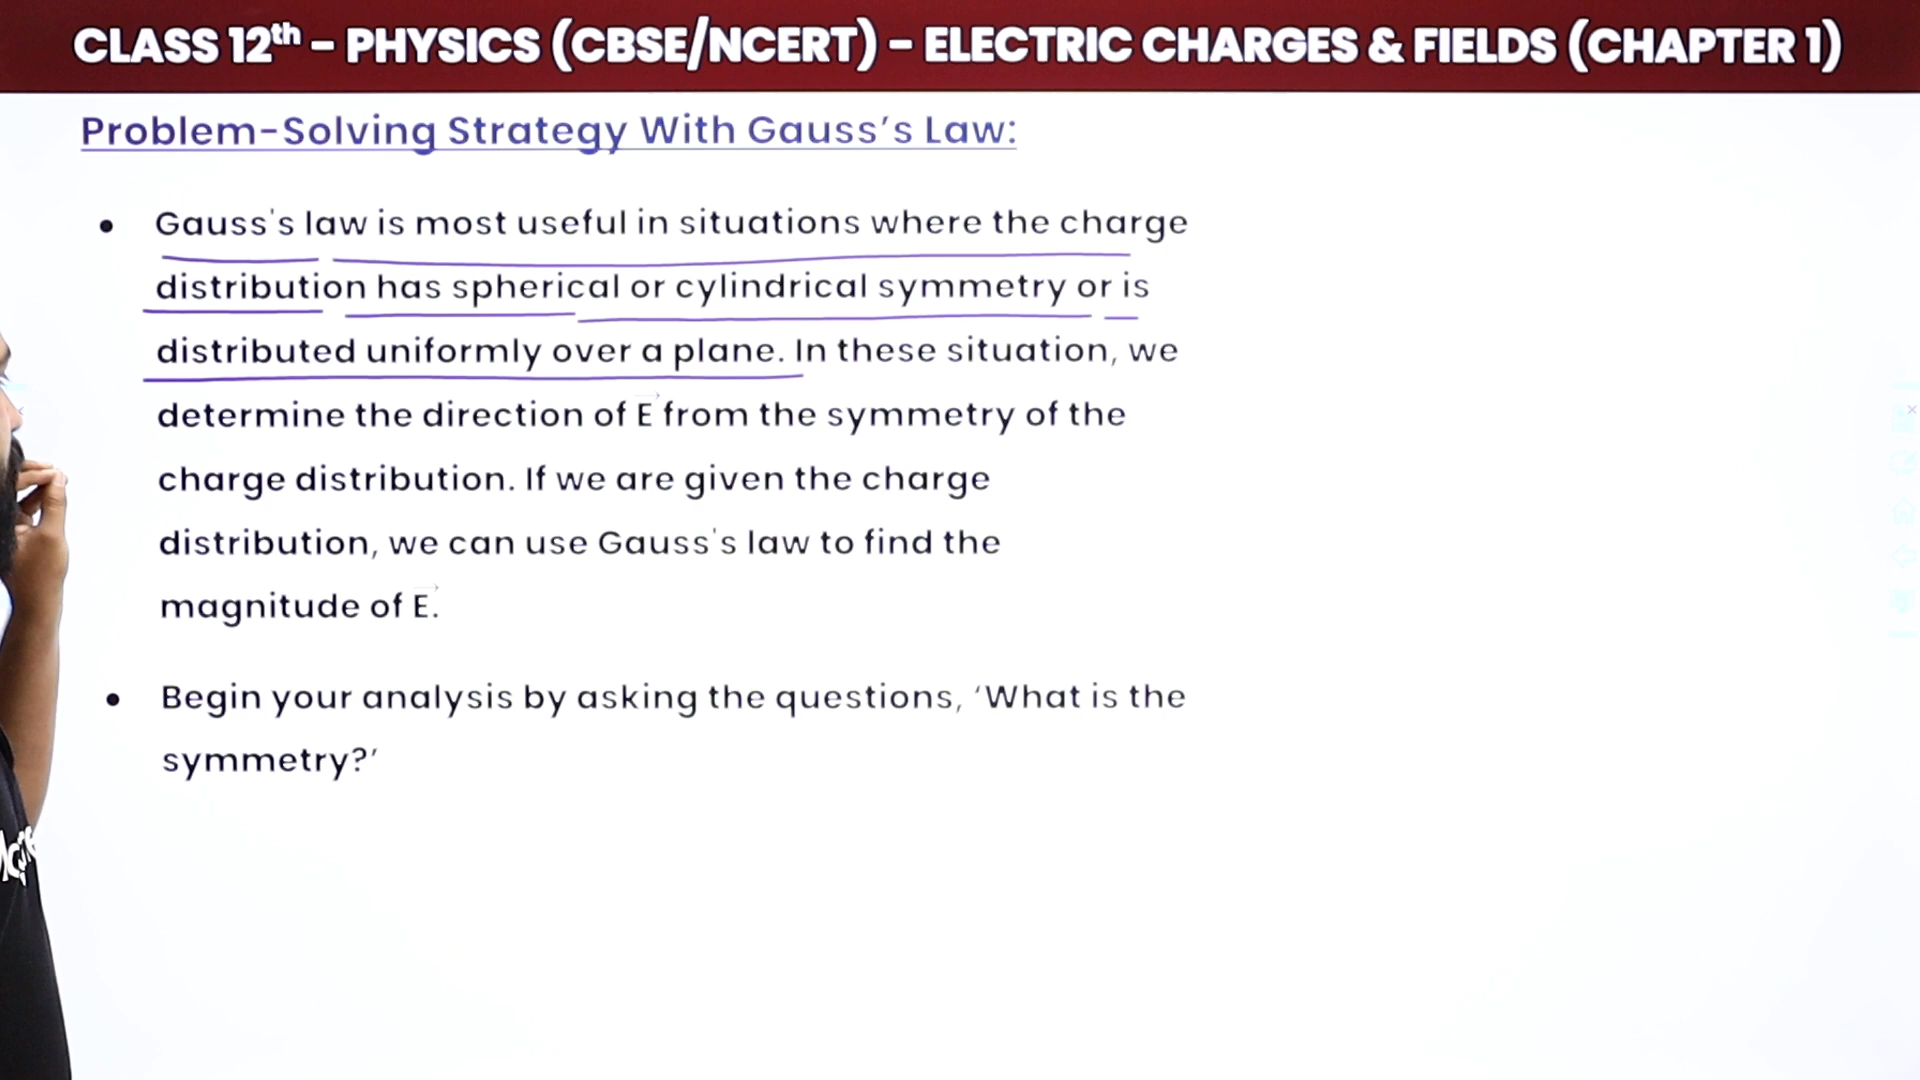 CLASS 12th – PHYSICS (CBSE/NCERT) – ELECTRIC CHARGES & FIELDS (CHAPTER 1)
Problem-Solving Strategy With Gauss's Law:
• Gauss's law is most useful in situations where the charge
distribution has spherical or cylindrical symmetry or is
distributed uniformly over a plane. In these situation, we
determine the direction of E⃗ from the symmetry of the
charge distribution. If we are given the charge
distribution, we can use Gauss's law to find the
magnitude of E⃗.
• Begin your analysis by asking the questions, ‘What is the
symmetry?’